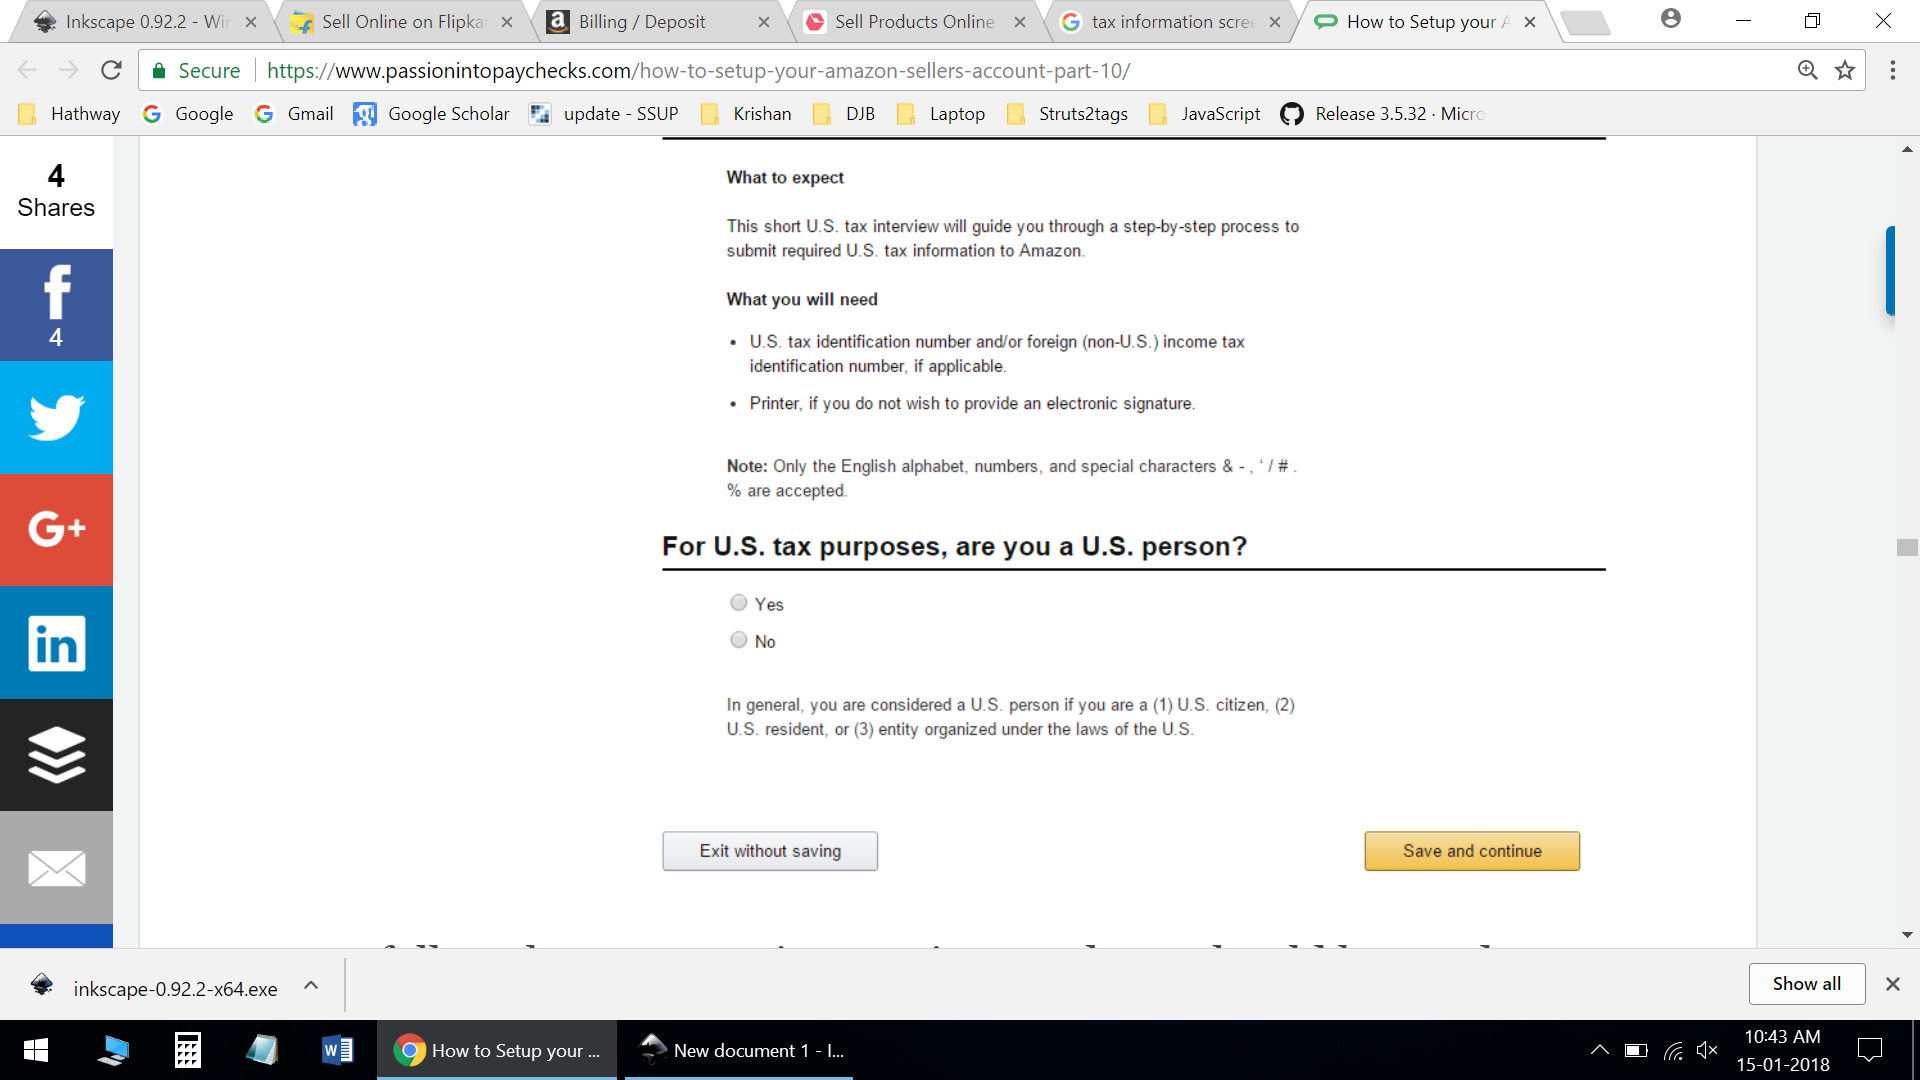 Inkscape 0.92.2 - Wir
Sell Online on Flipka
Billing / Deposit
Sell Products Online
tax information scre
How to Setup your A
Secure
https://www.passionintopaychecks.com/how-to-setup-your-amazon-sellers-account-part-10/
Hathway
Google
Gmail
Google Scholar
update - SSUP
Krishan
DJB
Laptop
Struts2tags
JavaScript
Release 3.5.32 · Micro
4
Shares
4
G+
in
What to expect
This short U.S. tax interview will guide you through a step-by-step process to
submit required U.S. tax information to Amazon.
What you will need
• U.S. tax identification number and/or foreign (non-U.S.) income tax
identification number, if applicable.
• Printer, if you do not wish to provide an electronic signature.
Note: Only the English alphabet, numbers, and special characters & - , ‘ / # .
% are accepted.
For U.S. tax purposes, are you a U.S. person?
Yes
No
In general, you are considered a U.S. person if you are a (1) U.S. citizen, (2)
U.S. resident, or (3) entity organized under the laws of the U.S.
Exit without saving
Save and continue
inkscape-0.92.2-x64.exe
Show all
How to Setup your ...
New document 1 - I...
10:43 AM
15-01-2018